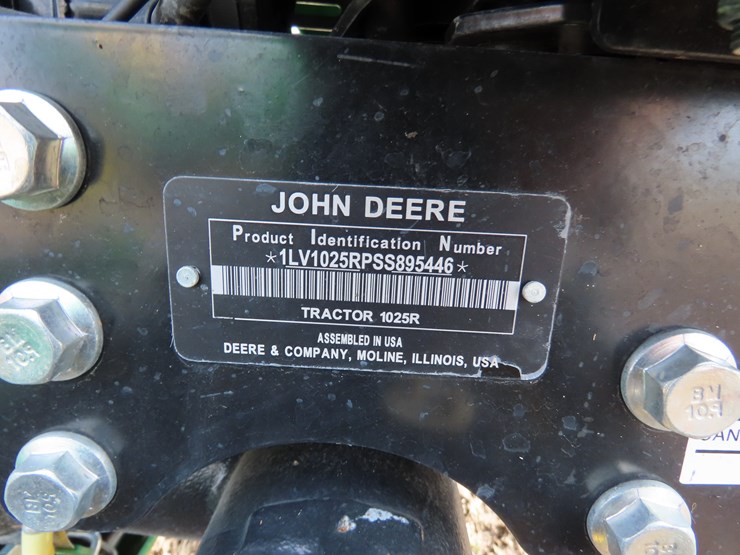 JOHN DEERE
Product Identification Number
*1LV1025RPSS895446*
TRACTOR 1025R
ASSEMBLED IN USA
DEERE & COMPANY, MOLINE, ILLINOIS, USA